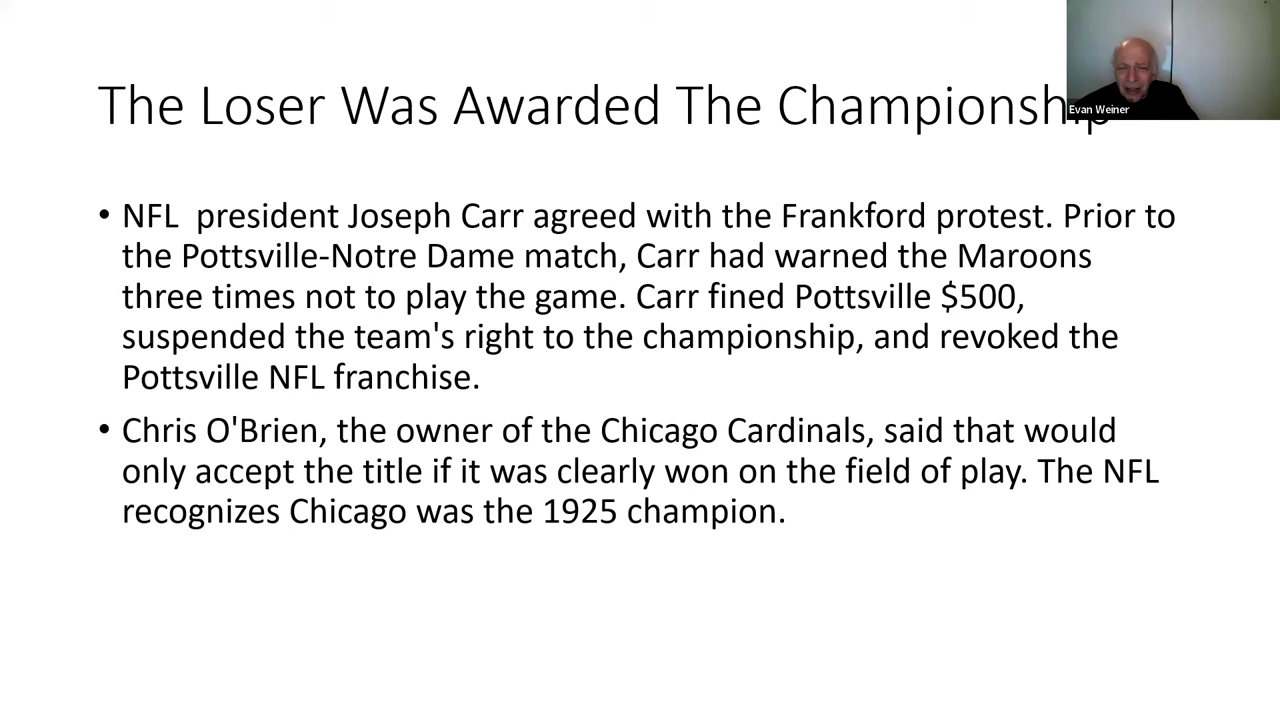 The Loser Was Awarded The Championship
Evan Weiner
• NFL  president Joseph Carr agreed with the Frankford protest. Prior to
the Pottsville-Notre Dame match, Carr had warned the Maroons
three times not to play the game. Carr fined Pottsville $500,
suspended the team's right to the championship, and revoked the
Pottsville NFL franchise.
• Chris O'Brien, the owner of the Chicago Cardinals, said that would
only accept the title if it was clearly won on the field of play. The NFL
recognizes Chicago was the 1925 champion.